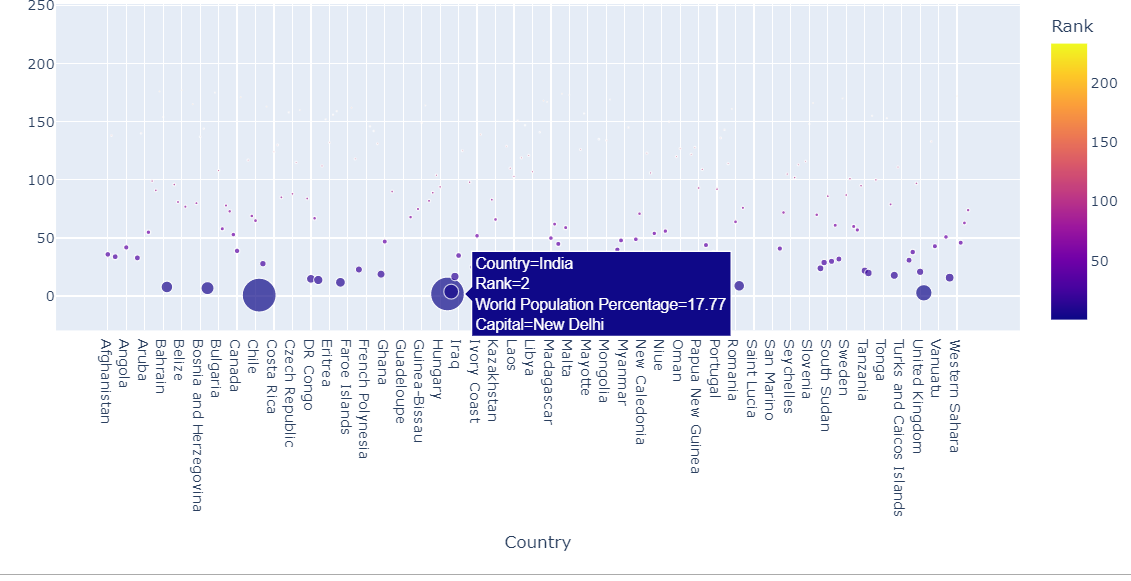 250
200
150
100
50
0
Rank
200
150
100
50
Country=India
Rank=2
World Population Percentage=17.77
Capital=New Delhi
Afghanistan
Angola
Aruba
Bahrain
Belize
Bosnia and Herzegovina
Bulgaria
Canada
Chile
Costa Rica
Czech Republic
DR Congo
Eritrea
Faroe Islands
French Polynesia
Ghana
Guadeloupe
Guinea-Bissau
Hungary
Iraq
Ivory Coast
Kazakhstan
Laos
Libya
Madagascar
Malta
Mayotte
Mongolia
Myanmar
New Caledonia
Niue
Oman
Papua New Guinea
Portugal
Romania
Saint Lucia
San Marino
Seychelles
Slovenia
South Sudan
Sweden
Tanzania
Tonga
Turks and Caicos Islands
United Kingdom
Vanuatu
Western Sahara
Country